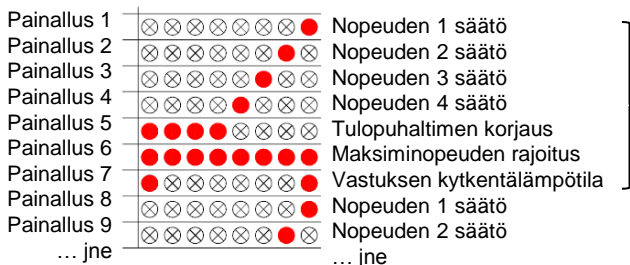 Painallus 1 Nopeuden 1 säätö
Painallus 2 Nopeuden 2 säätö
Painallus 3 Nopeuden 3 säätö
Painallus 4 Nopeuden 4 säätö
Painallus 5 Tulopuhaltimen korjaus
Painallus 6 Maksiminopeuden rajoitus
Painallus 7 Vastuksen kytkentälämpötila
Painallus 8 Nopeuden 1 säätö
Painallus 9 Nopeuden 2 säätö
… jne … jne